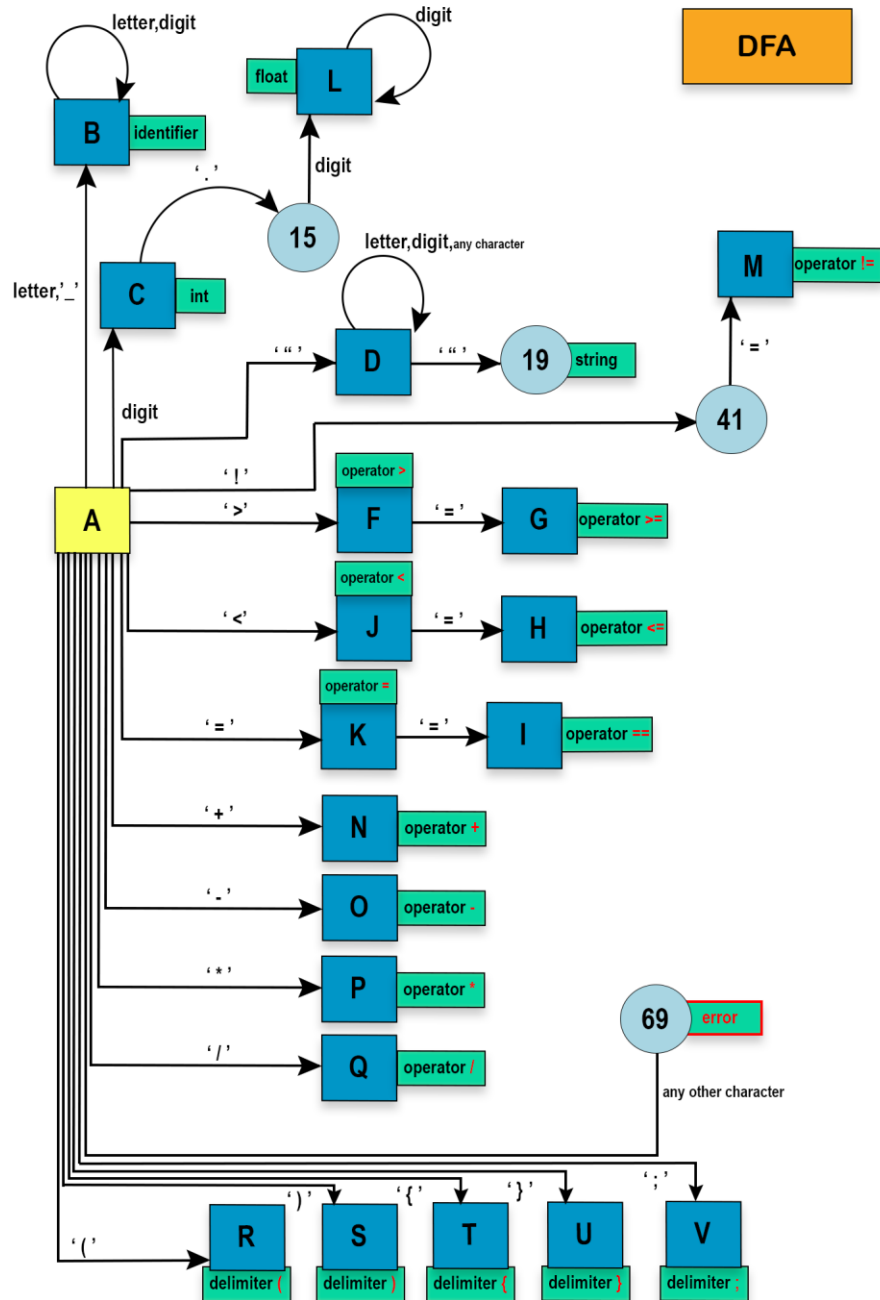 letter,digit
digit
DFA
float
L
B
identifier
' . '
digit
15
letter,digit,any character
M
operator !=
C
int
letter,'_'
' = '
' “ '
D
' “ '
19
string
41
digit
' ! '
operator >
A
' >'
F
' = '
G
operator >=
operator <
' <'
J
' = '
H
operator <=
operator =
' = '
K
' = '
I
operator ==
' + '
N
operator +
' - '
O
operator -
' * '
P
operator *
69
error
' / '
Q
operator /
any other character
' ) '
' { '
' } '
' ; '
' ( '
R
S
T
U
V
delimiter (
delimiter )
delimiter {
delimiter }
delimiter ;